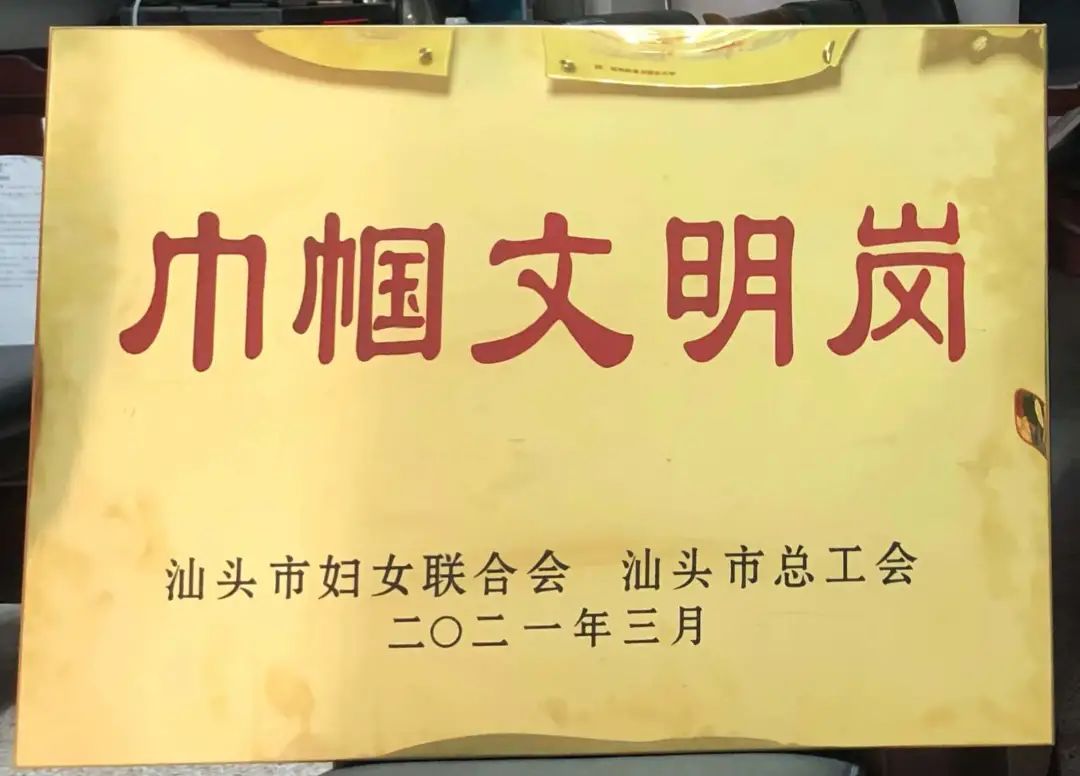 巾帼文明岗
汕头市妇女联合会 汕头市总工会
二〇二一年三月